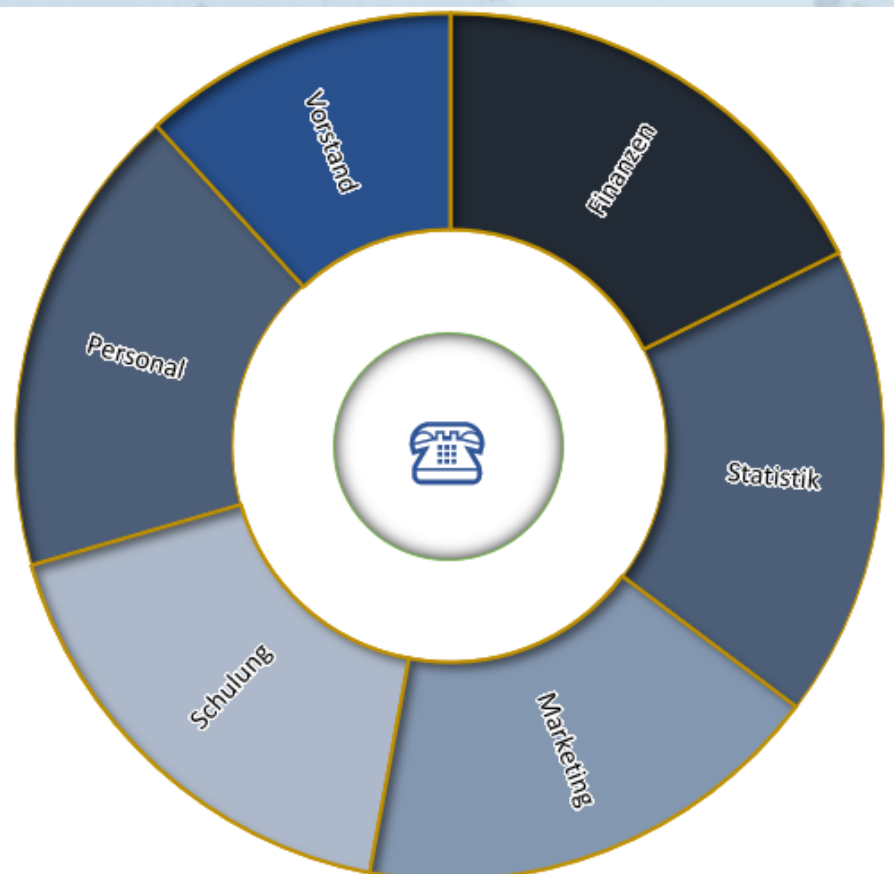 Vorstand
Finanzen
Personal
Statistik
Schulung
Marketing